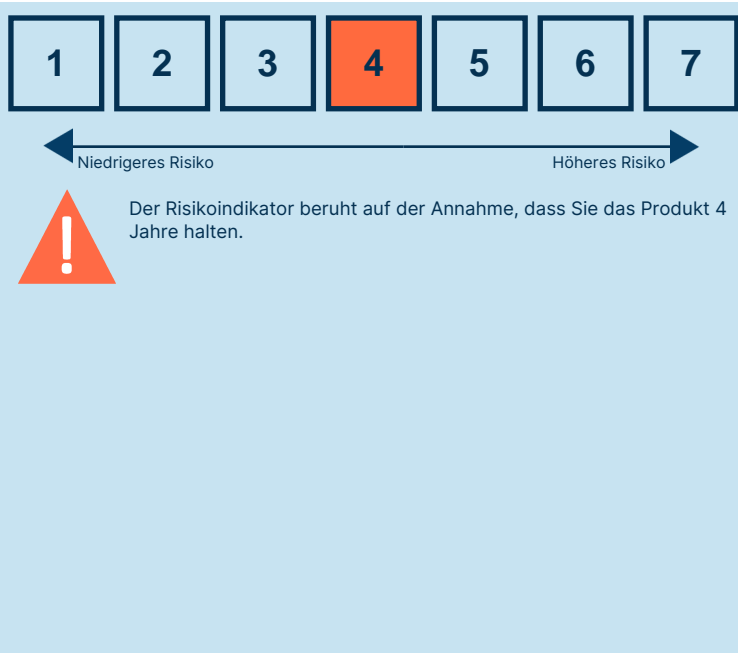 1 2 3 4 5 6 7
Niedrigeres Risiko Höheres Risiko
Der Risikoindikator beruht auf der Annahme, dass Sie das Produkt 4
Jahre halten.